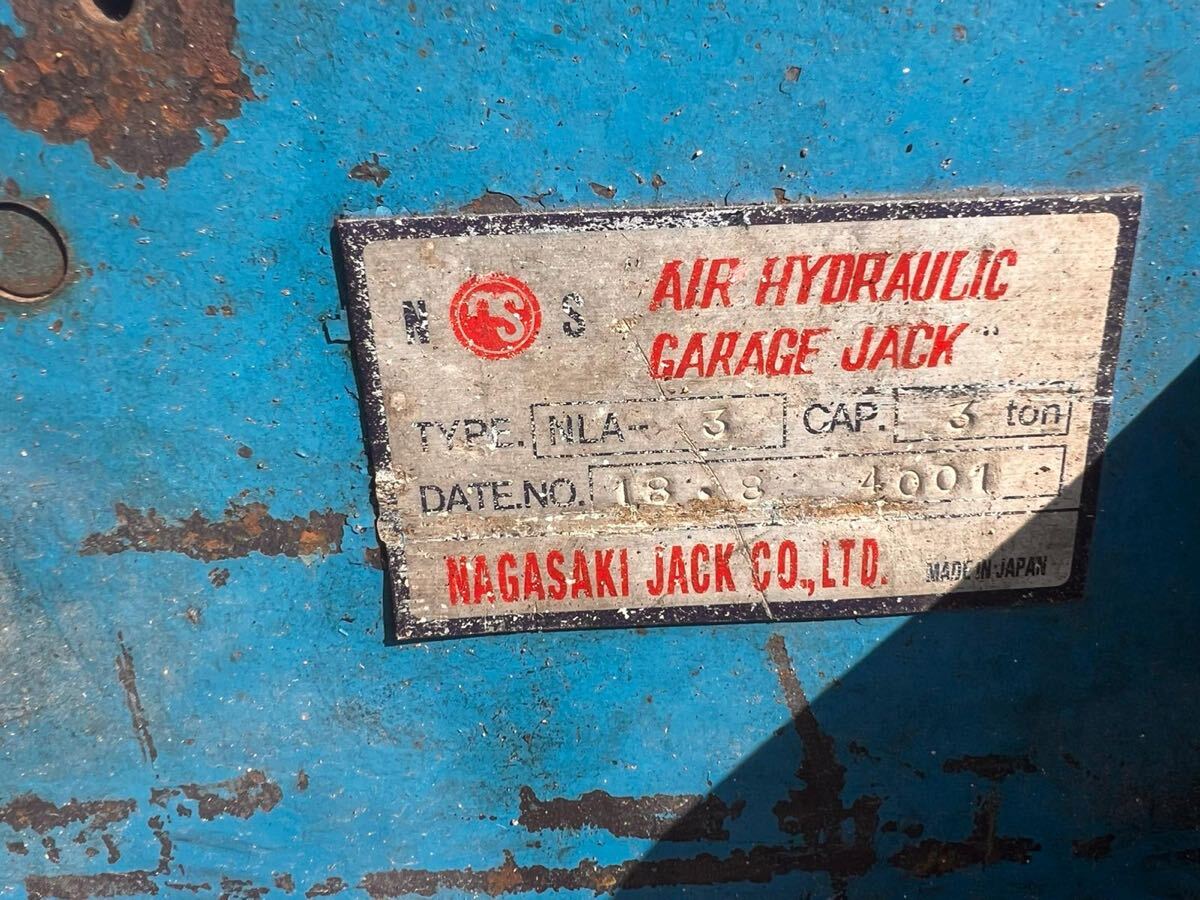 N S S "AIR HYDRAULIC
GARAGE JACK"
TYPE. NLA-3 CAP. 3 ton
DATE.NO. 18.8 4001
NAGASAKI JACK CO., LTD. MADE IN JAPAN